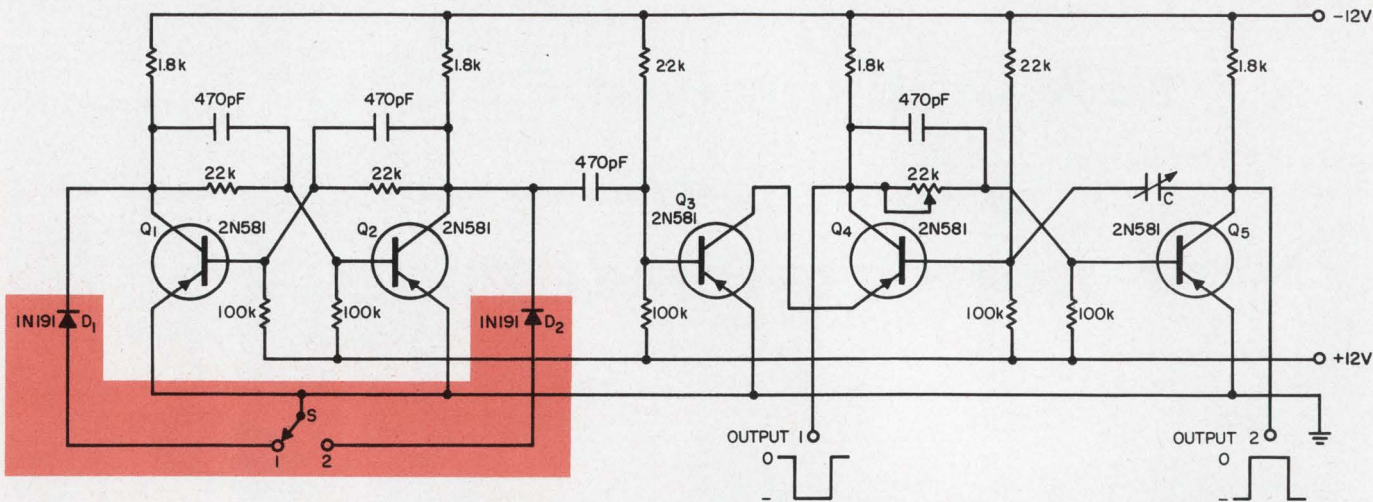 -12V
1.8k
1.8k
22k
1.8k
22k
1.8k
470pF
470pF
470pF
22k
22k
470pF
22k
C
Q1
2N581
Q2
2N581
Q3
2N581
Q4
2N581
2N581
Q5
100k
100k
100k
100k
100k
1N191 D1
1N191 D2
+12V
S
1 2
OUTPUT 1
0
-
OUTPUT 2
0
-